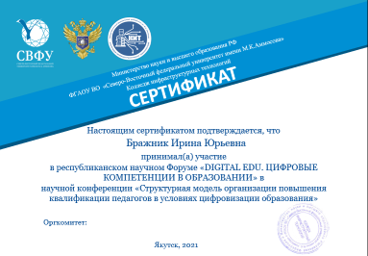 СВФУ
Министерство науки и высшего образования РФ
ФГАОУ ВО «Северо-Восточный федеральный университет имени М.К.Аммосова»
Колледж инфраструктурных технологий
СЕРТИФИКАТ
Настоящим сертификатом подтверждается, что
Бражник Ирина Юрьевна
принимал(а) участие
в республиканском научном Форуме «DIGITAL EDU. ЦИФРОВЫЕ
КОМПЕТЕНЦИИ В ОБРАЗОВАНИИ» в
научной конференции «Структурная модель организации повышения
квалификации педагогов в условиях цифровизации образования»
Оргкомитет:
Якутск, 2021